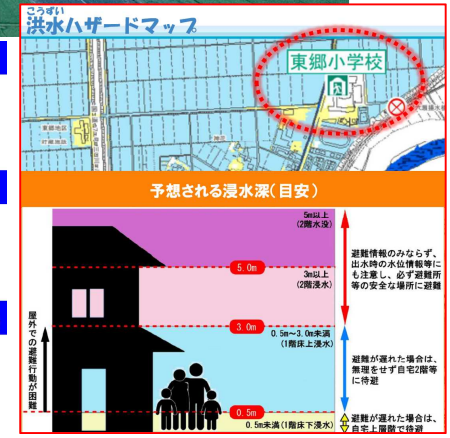 こうずい
洪水ハザードマップ
東郷小学校
東郷地区
予想される浸水深(目安)
5m以上
(2階水没)
5.0m
3m以上
(2階浸水)
3.0m
0.5m～3.0m未満
(1階床上浸水)
0.5m
0.5m未満(1階床下浸水)
屋外での避難
行動が困難
避難情報のみならず、
出水時の水位情報等に
も注意し、必ず避難所
等の安全な場所に避難
避難が遅れた場合は、
無理をせず自宅2階等
に待避
避難が遅れた場合は、
自宅上層階で待避